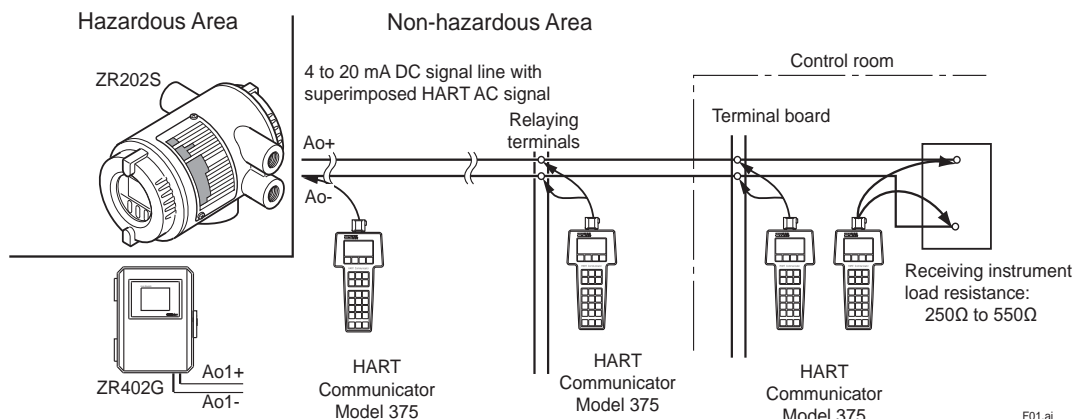 Hazardous Area
Non-hazardous Area
ZR202S
4 to 20 mA DC signal line with
superimposed HART AC signal
Control room
Relaying
terminals
Terminal board
Ao+
Ao-
Receiving instrument
load resistance:
250Ω to 550Ω
ZR402G
Ao1+
Ao1-
HART
Communicator
Model 375
HART
Communicator
Model 375
HART
Communicator
Model 375
F01.ai